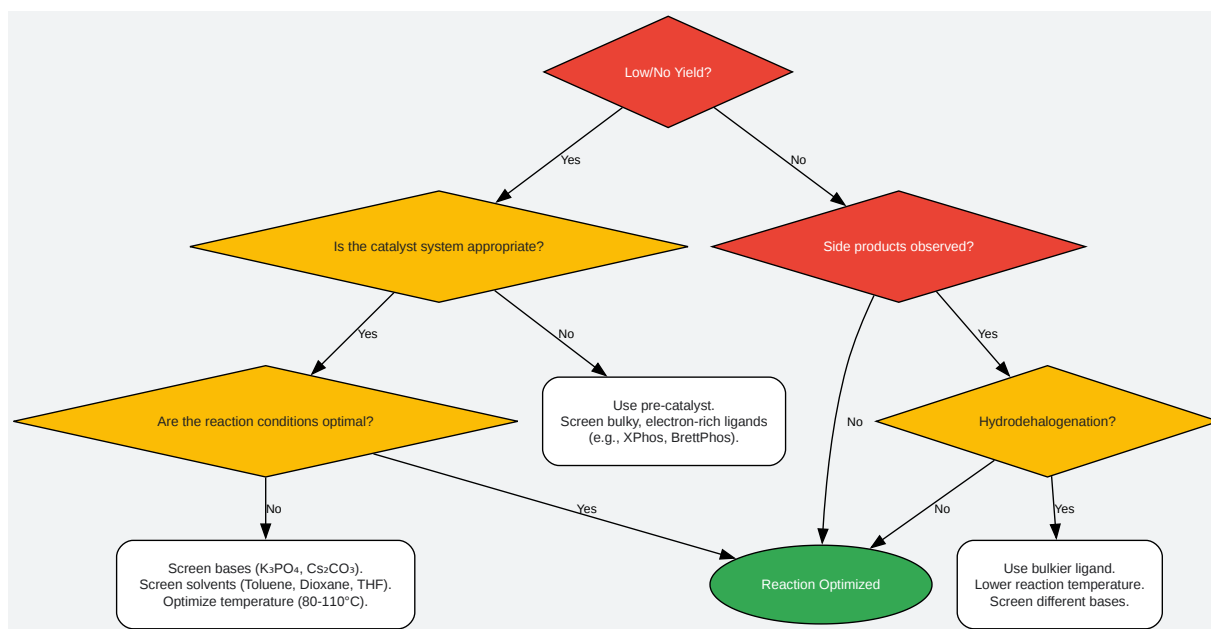 Low/No Yield?
Yes
No
Is the catalyst system appropriate?
Side products observed?
Yes
No
Yes
Are the reaction conditions optimal?
Use pre-catalyst.
Screen bulky, electron-rich ligands
(e.g., XPhos, BrettPhos).
No
Hydrodehalogenation?
No
Yes
No
Yes
Screen bases (K₃PO₄, Cs₂CO₃).
Screen solvents (Toluene, Dioxane, THF).
Optimize temperature (80-110°C).
Reaction Optimized
Use bulkier ligand.
Lower reaction temperature.
Screen different bases.